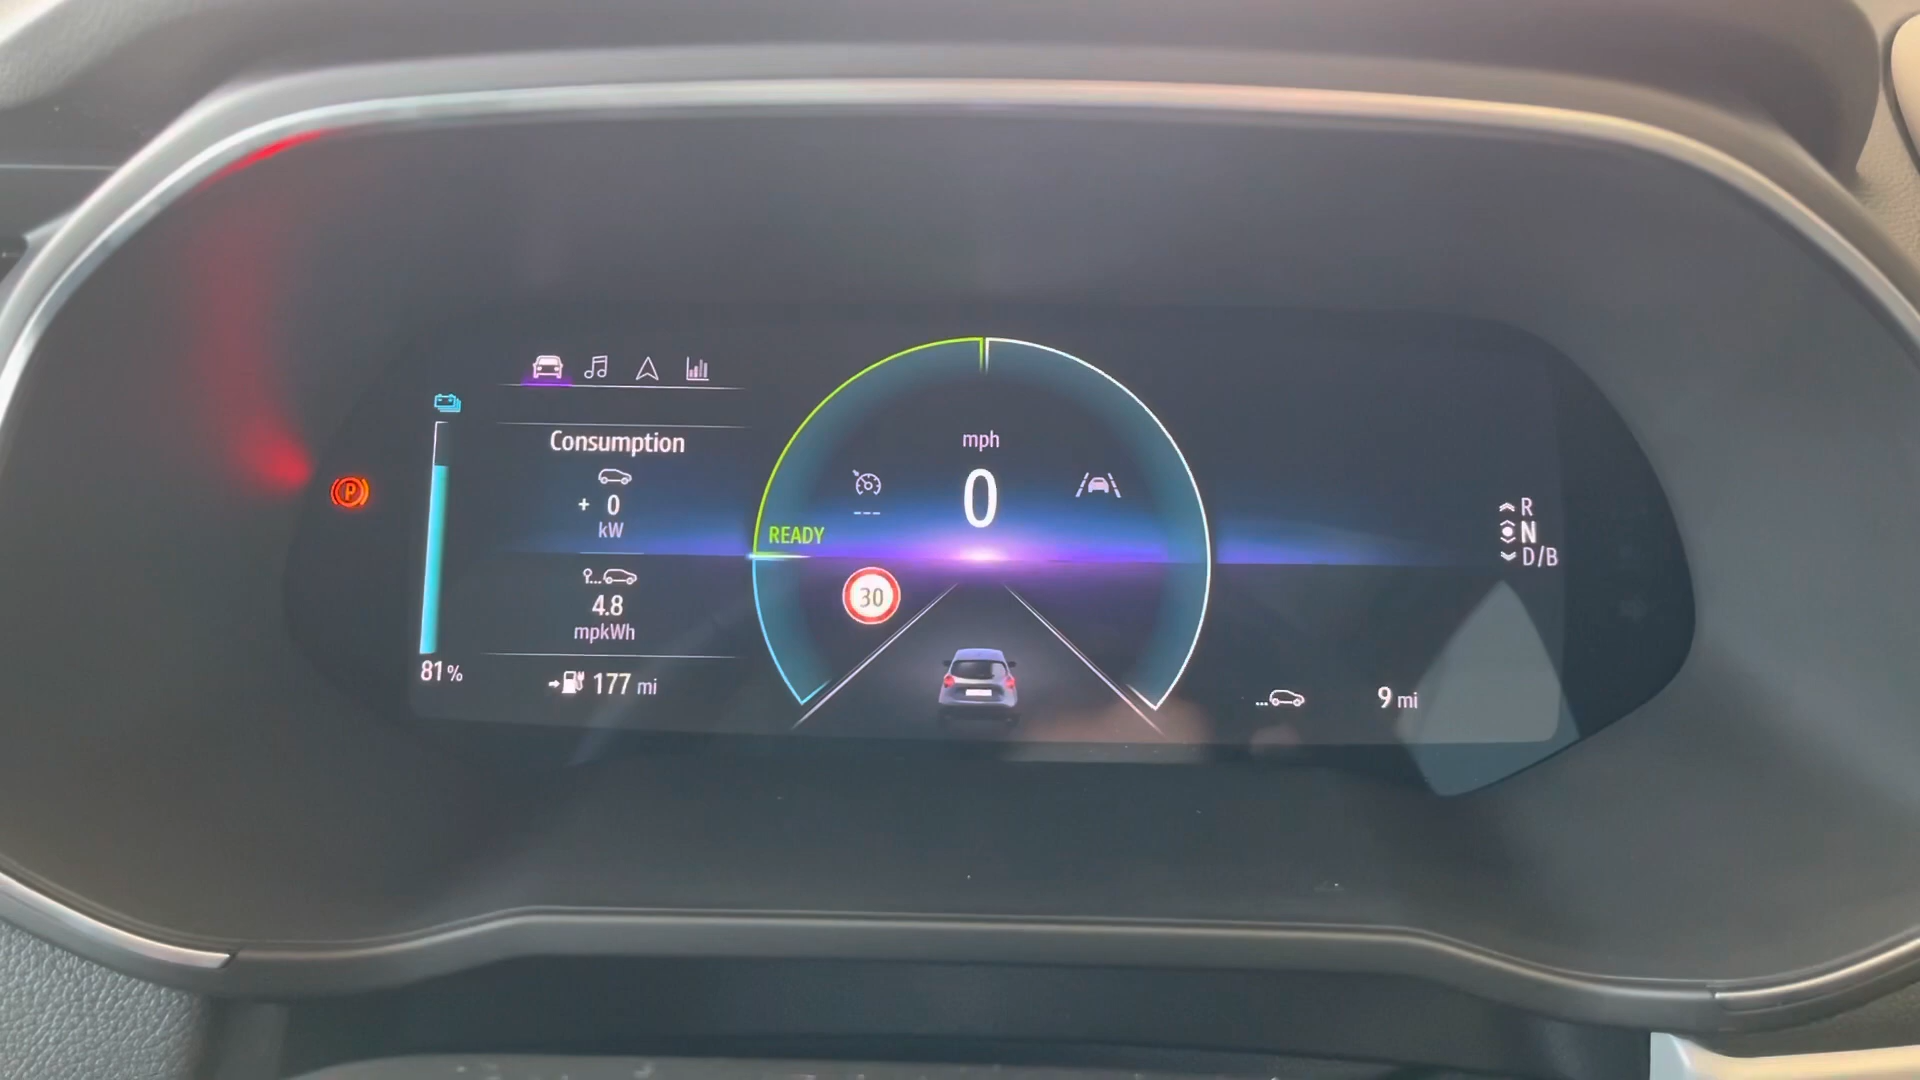 P
81%
Consumption
+ 0
kW
4.8
mpkWh
177 mi
mph
0
---
READY
30
R
N
D/B
9 mi